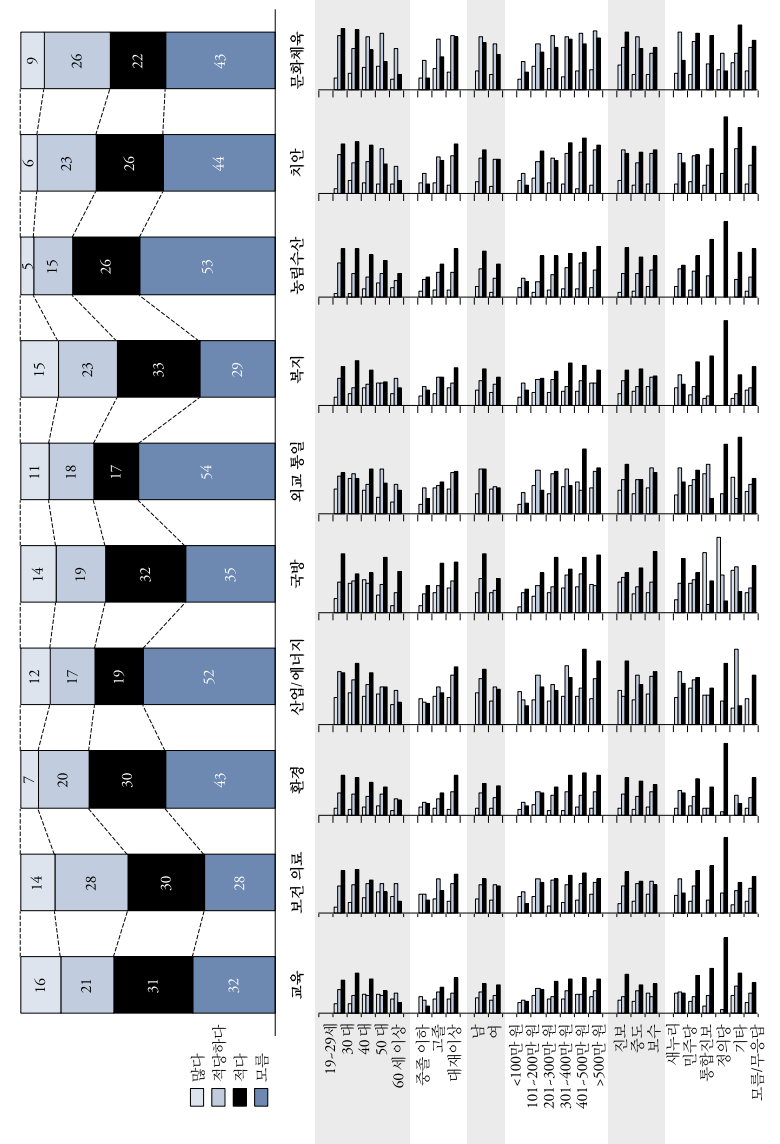 많다
적당하다
적다
모름
교육
16
21
31
32
보건 의료
14
28
30
28
환경
7
20
30
43
산업/에너지
12
17
19
52
국방
14
19
32
35
외교 통일
11
18
17
54
복지
15
23
33
29
농림수산
5
15
26
53
치안
6
23
26
44
문화체육
9
26
22
43
19-29세
30 대
40 대
50 대
60 세 이상
중졸 이하
고졸
대재이상
남
여
<100만 원
101-200만 원
201-300만 원
301-400만 원
401-500만 원
>500만 원
진보
중도
보수
새누리
민주당
통합진보
정의당
기타
모름/무응답